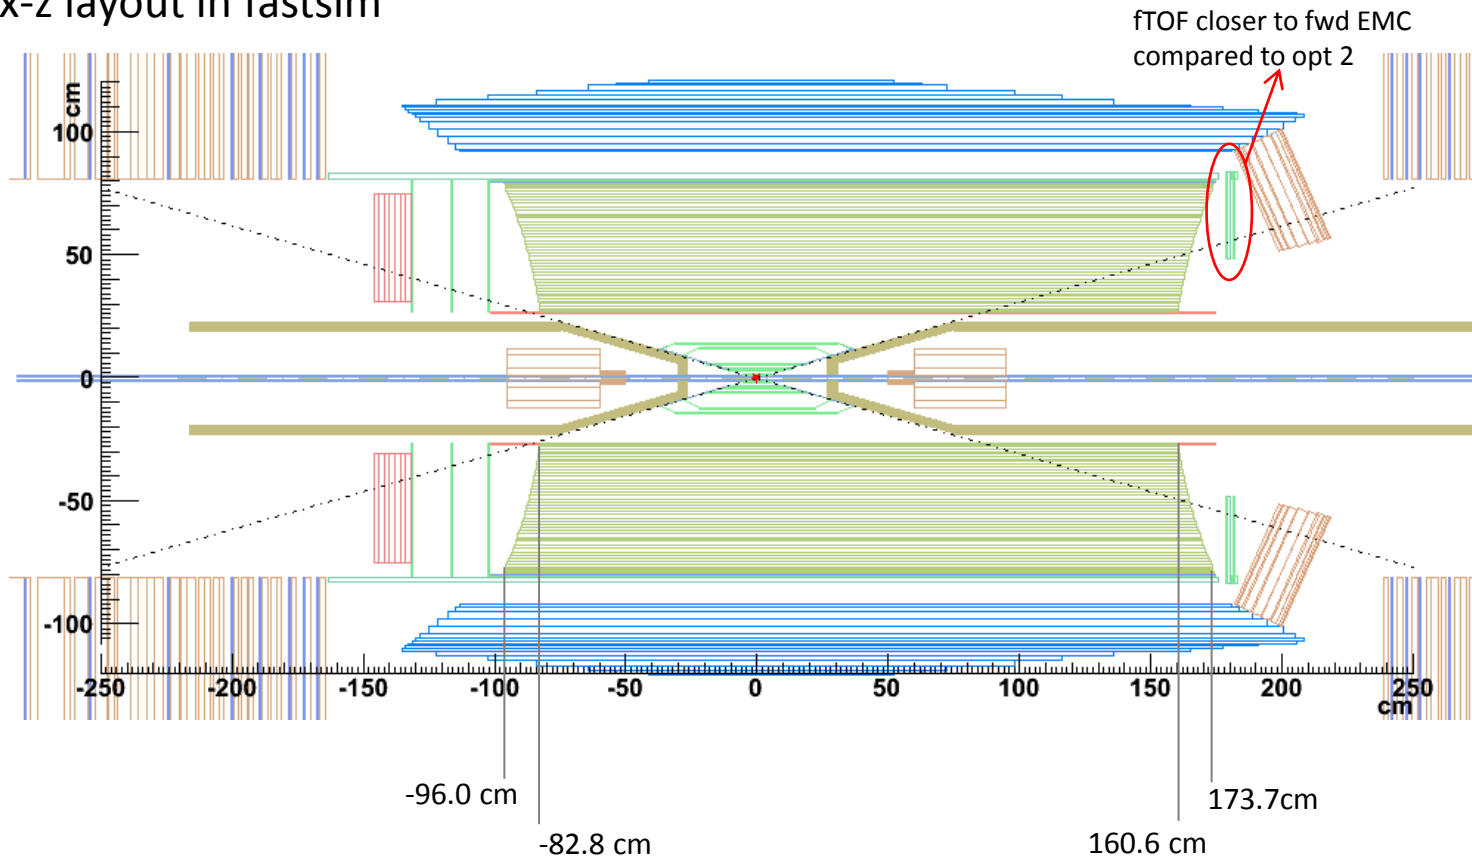 x-z layout in fastsim
fTOF closer to fwd EMC
compared to opt 2
cm
100
50
0
-50
-100
-250 -200 -150 -100 -50 0 50 100 150 200 250
cm
-96.0 cm
173.7cm
-82.8 cm
160.6 cm